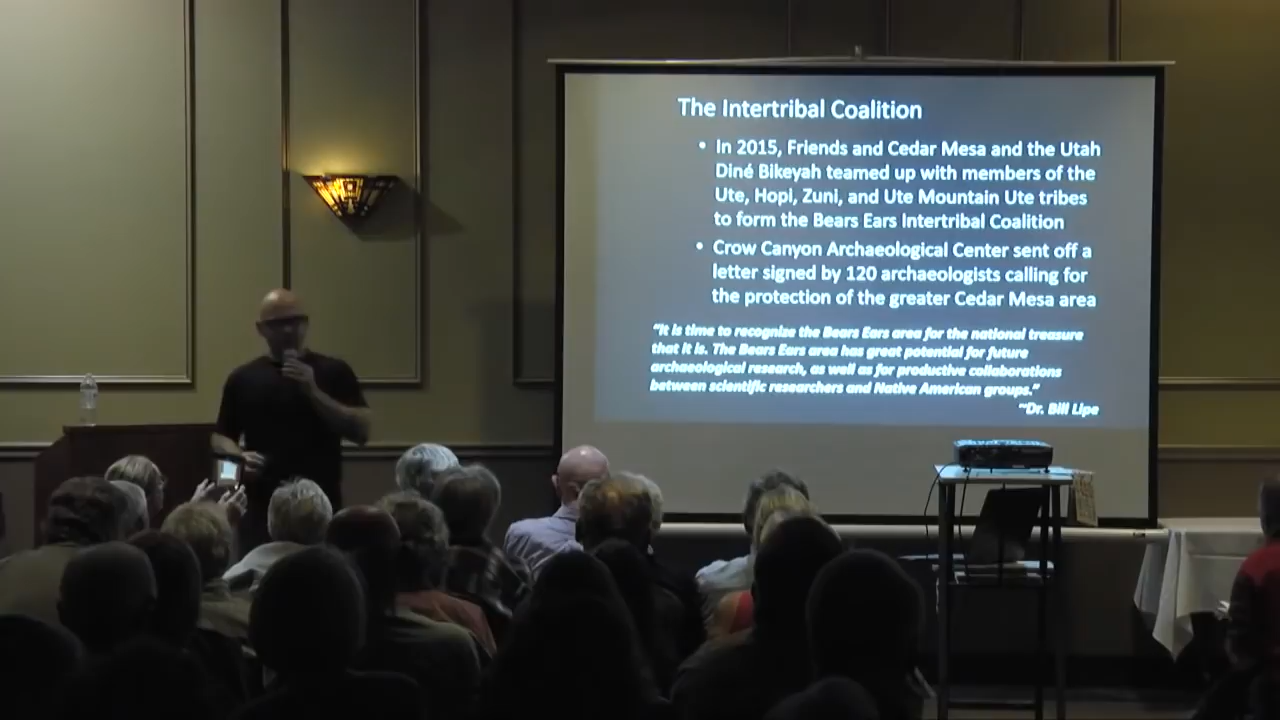 The Intertribal Coalition
• In 2015, Friends and Cedar Mesa and the Utah
Diné Bikeyah teamed up with members of the
Ute, Hopi, Zuni, and Ute Mountain Ute tribes
to form the Bears Ears Intertribal Coalition
• Crow Canyon Archaeological Center sent off a
letter signed by 120 archaeologists calling for
the protection of the greater Cedar Mesa area
“It is time to recognize the Bears Ears area for the national treasure
that it is. The Bears Ears area has great potential for future
archaeological research, as well as for productive collaborations
between scientific researchers and Native American groups.”
~Dr. Bill Lipe